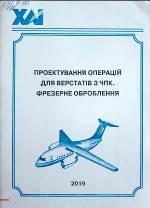 ХАІ
ПРОЕКТУВАННЯ ОПЕРАЦІЙ
ДЛЯ ВЕРСТАТІВ З ЧПК.
ФРЕЗЕРНЕ ОБРОБЛЕННЯ
2019